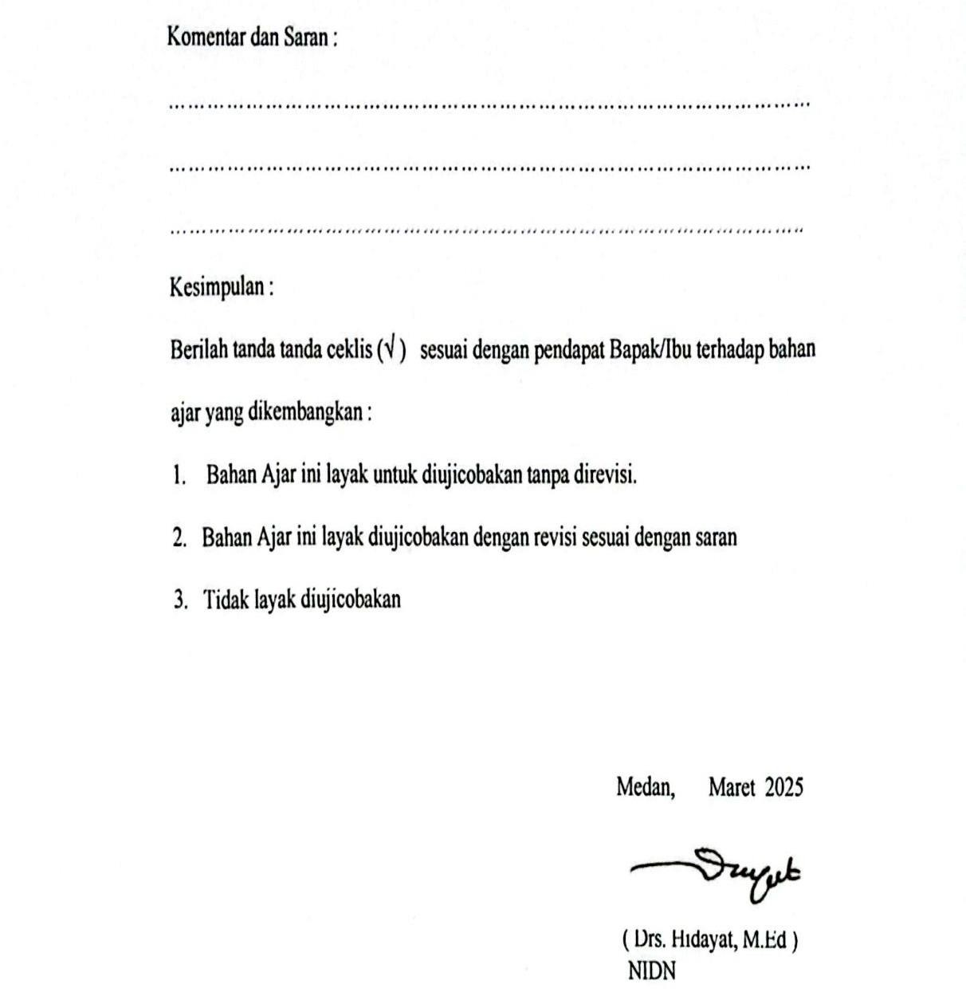 Komentar dan Saran :
………………………………………………………………………………………
………………………………………………………………………………………
………………………………………………………………………………………
Kesimpulan :
Berilah tanda tanda ceklis (√) sesuai dengan pendapat Bapak/Ibu terhadap bahan
ajar yang dikembangkan :
1. Bahan Ajar ini layak untuk diujicobakan tanpa direvisi.
2. Bahan Ajar ini layak diujicobakan dengan revisi sesuai dengan saran
3. Tidak layak diujicobakan
Medan, Maret 2025
( Drs. Hidayat, M.Ed )
NIDN